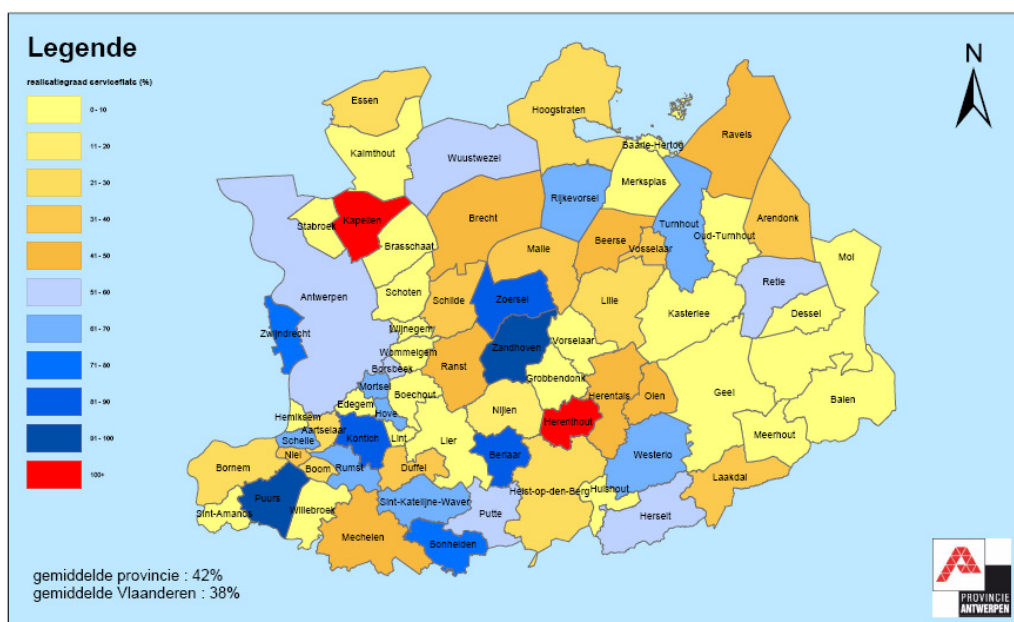 Legende
realisatiegraad serviceflats (%)
0 - 10
11 - 20
21 - 30
31 - 40
41 - 50
51 - 60
61 - 70
71 - 80
81 - 90
91 - 100
100+
N
Essen
Hoogstraten
Ravels
Kalmthout
Baarle-Hertog
Wuustwezel
Merksplas
Rijkevorsel
Kapellen
Stabroek
Brecht
Turnhout
Arendonk
Oud-Turnhout
Beerse
Vosselaar
Brasschaat
Malle
Mol
Retie
Antwerpen
Schoten
Schilde
Zoersel
Lille
Kasterlee
Dessel
Zwijndrecht
Wijnegem
Wommelgem
Zandhoven
Vorselaar
Borsbeek
Ranst
Grobbendonk
Mortsel
Boechout
Herentals
Olen
Geel
Balen
Edegem
Hove
Nijlen
Herenthout
Hemiksem
Aartselaar
Kontich
Lint
Lier
Meerhout
Schelle
Niel
Berlaar
Westerlo
Bornem
Boom
Rumst
Duffel
Laakdal
Heist-op-den-Berg
Hulshout
Puurs
Sint-Katelijne-Waver
Sint-Amands
Willebroek
Putte
Herselt
Mechelen
Bonheiden
gemiddelde provincie : 42%
gemiddelde Vlaanderen : 38%
PROVINCIE
ANTWERPEN